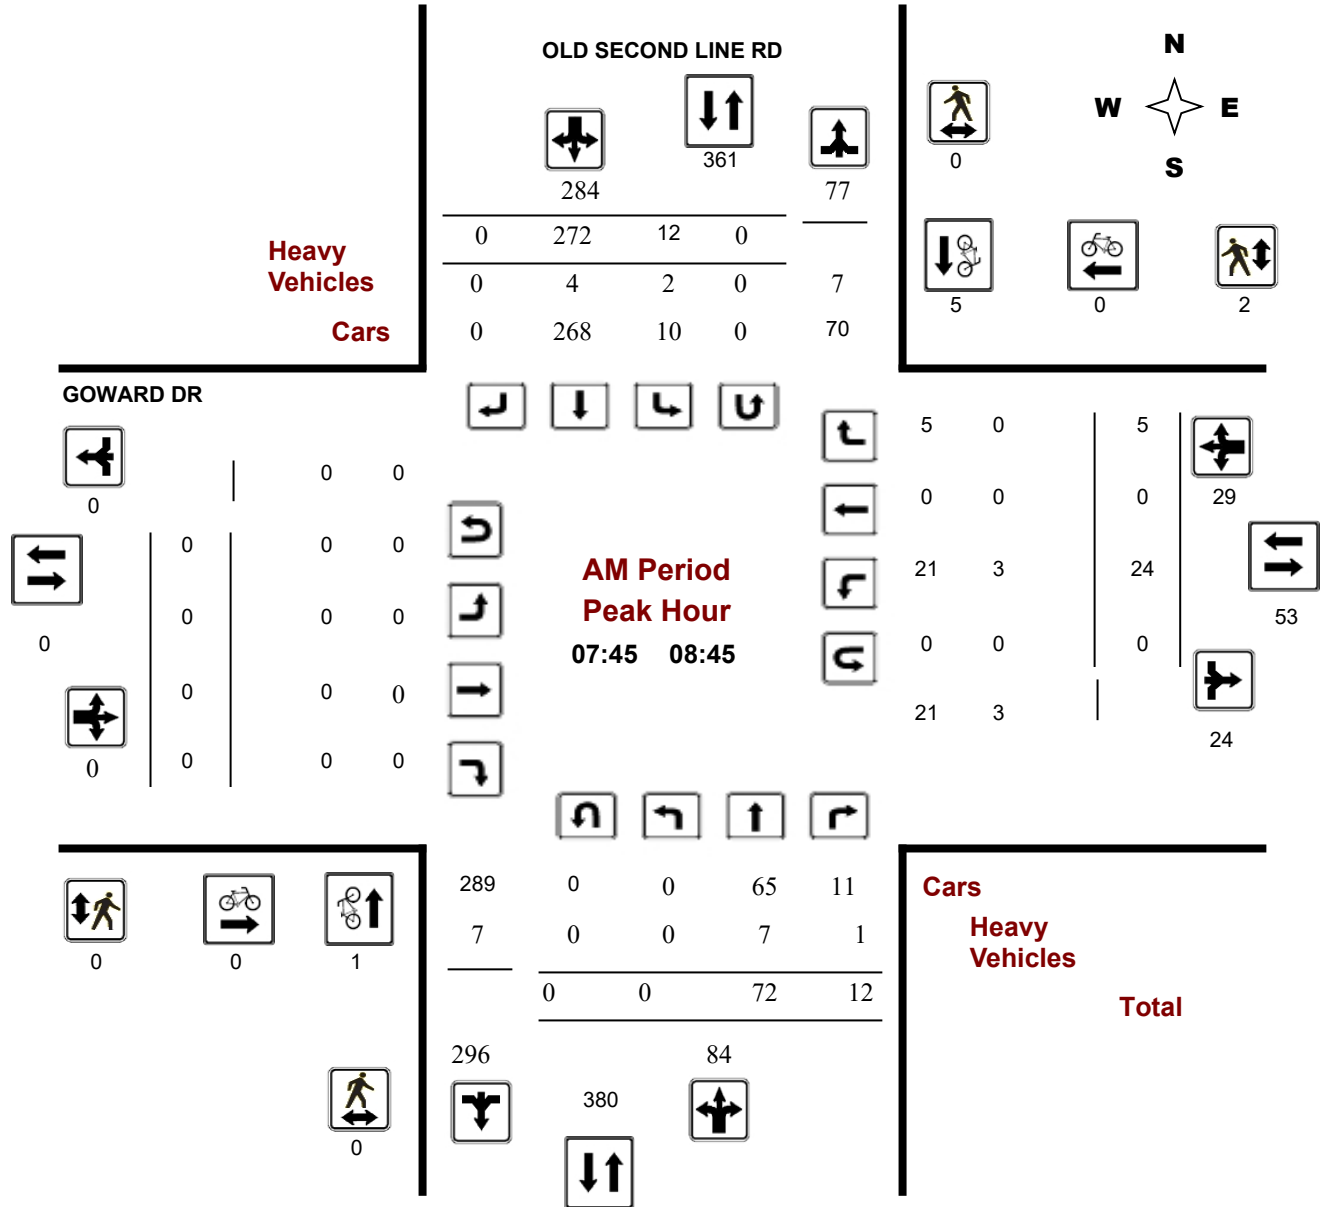 OLD SECOND LINE RD
N
W E
S
361
0
284 77
0 272 12 0
Heavy
Vehicles
0 4 2 0 7
5 0 2
Cars
0 268 10 0 70
GOWARD DR
5 0 5
0 0
0
0 0 0 29
0 0 0
AM Period
21 3 24
Peak Hour
0 0 0 53
0
07:45 08:45
0 0 0
0 0 0
21 3
24
0 0 0 0
289 0 0 65 11
Cars
7 0 0 7 1
Heavy
Vehicles
0 0 1
0 0 72 12
Total
296 84
380
0